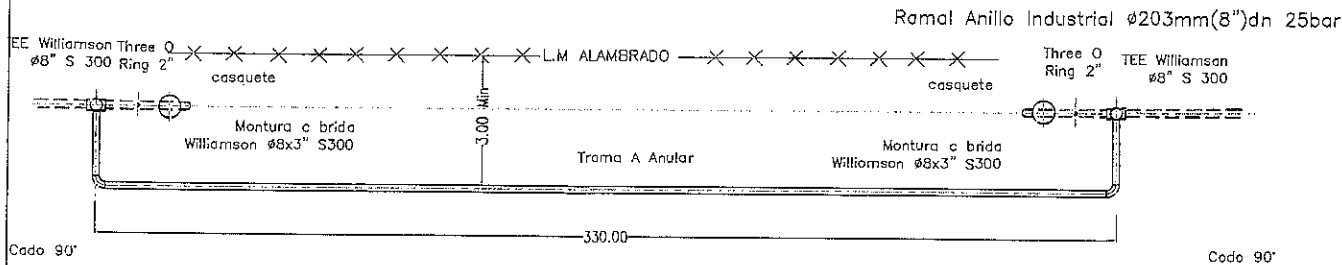 Ramal Anillo Industrial ø203mm(8")dn 25bar
TEE Williamson
ø8" S 300
Three O
Ring 2"
casquete
L.M ALAMBRADO
Three O
Ring 2"
TEE Williamson
ø8" S 300
casquete
3.00 Min
Montura c brida
Williamson ø8x3" S300
Tramo A Anular
Montura c brida
Williamson ø8x3" S300
330.00
Codo 90°
Codo 90°